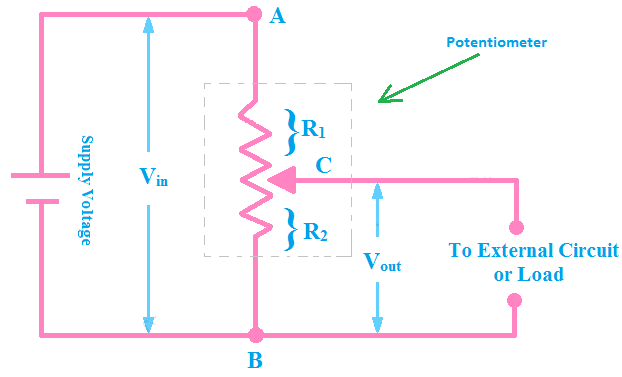 A
Potentiometer
R1
C
Supply Voltage
Vin
R2
To External Circuit
or Load
Vout
B